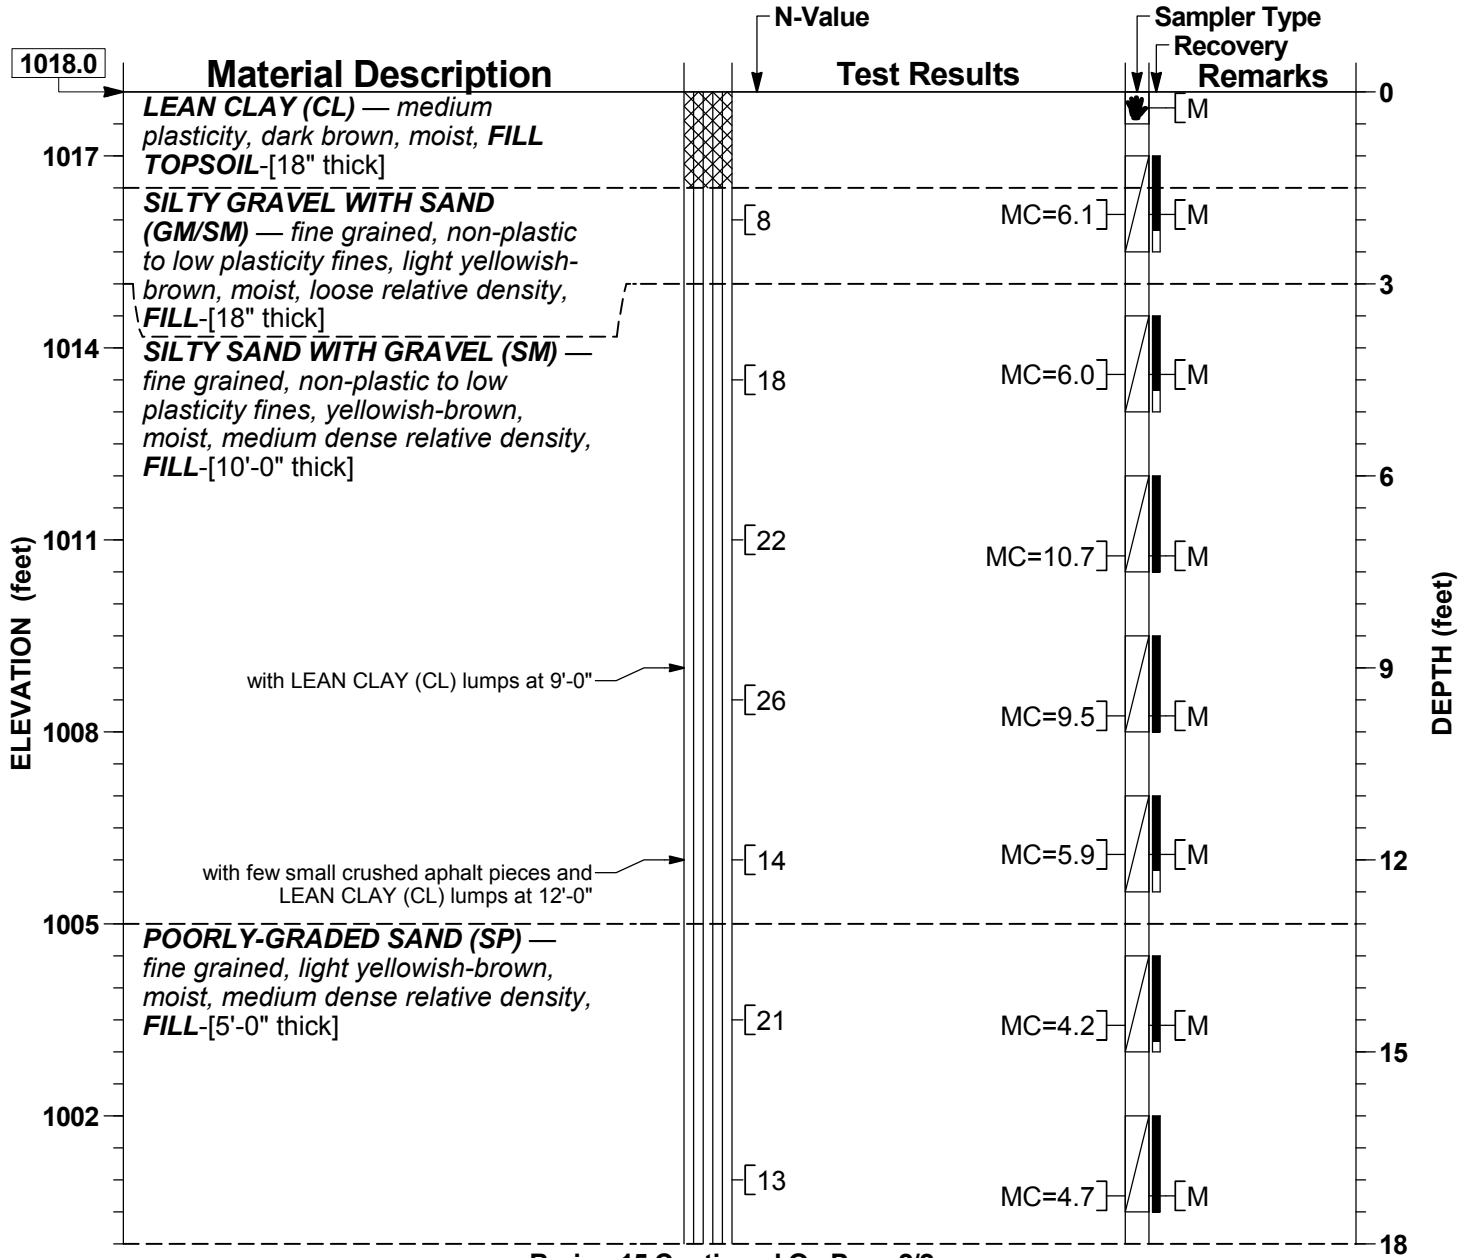 N-Value
Sampler Type
Recovery
1018.0
Material Description
Test Results
Remarks
0
LEAN CLAY (CL) — medium
plasticity, dark brown, moist, FILL
TOPSOIL-[18" thick]
M
1017
SILTY GRAVEL WITH SAND
(GM/SM) — fine grained, non-plastic
to low plasticity fines, light yellowish-
brown, moist, loose relative density,
FILL-[18" thick]
8
MC=6.1
M
3
1014
SILTY SAND WITH GRAVEL (SM) —
fine grained, non-plastic to low
plasticity fines, yellowish-brown,
moist, medium dense relative density,
FILL-[10'-0" thick]
18
MC=6.0
M
6
1011
22
MC=10.7
M
ELEVATION (feet)
DEPTH (feet)
with LEAN CLAY (CL) lumps at 9'-0"
9
26
MC=9.5
M
1008
with few small crushed aphalt pieces and
LEAN CLAY (CL) lumps at 12'-0"
14
MC=5.9
M
12
1005
POORLY-GRADED SAND (SP) —
fine grained, light yellowish-brown,
moist, medium dense relative density,
FILL-[5'-0" thick]
21
MC=4.2
M
15
1002
13
MC=4.7
M
18